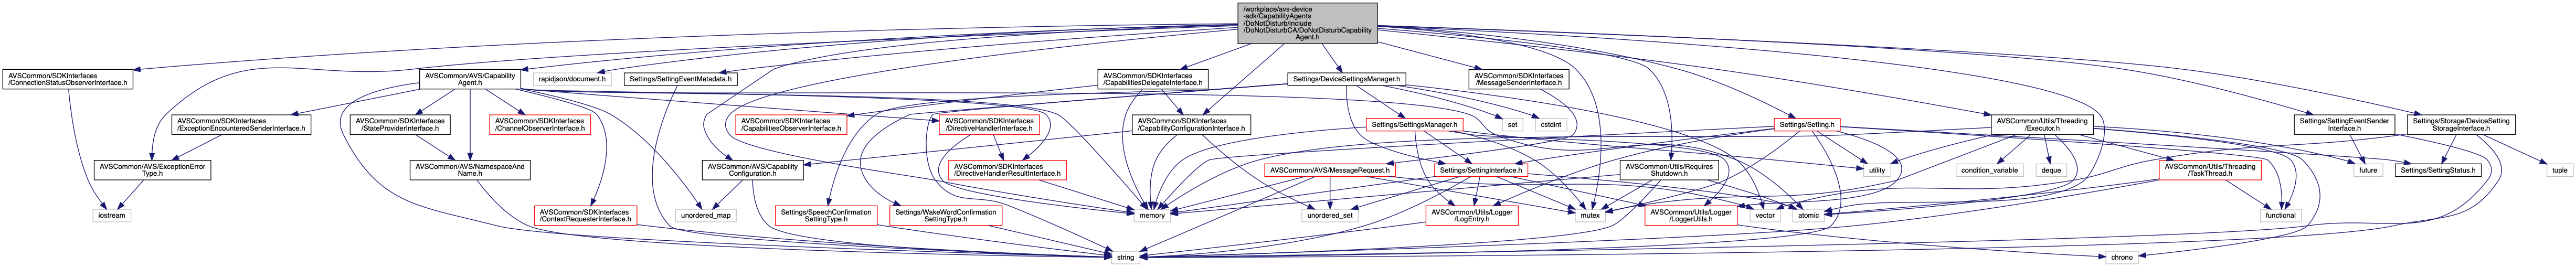 /workplace/avs-device
-sdk/CapabilityAgents
/DoNotDisturb/include
/DoNotDisturbCA/DoNotDisturbCapability
Agent.h
AVSCommon/SDKInterfaces
/ConnectionStatusObserverInterface.h
AVSCommon/AVS/Capability
Agent.h
rapidjson/document.h
Settings/SettingEventMetadata.h
AVSCommon/SDKInterfaces
/CapabilitiesDelegateInterface.h
Settings/DeviceSettingsManager.h
AVSCommon/SDKInterfaces
/MessageSenderInterface.h
AVSCommon/SDKInterfaces
/ExceptionEncounteredSenderInterface.h
AVSCommon/SDKInterfaces
/StateProviderInterface.h
AVSCommon/SDKInterfaces
/ChannelObserverInterface.h
AVSCommon/SDKInterfaces
/CapabilitiesObserverInterface.h
AVSCommon/SDKInterfaces
/DirectiveHandlerInterface.h
AVSCommon/SDKInterfaces
/CapabilityConfigurationInterface.h
set
cstdint
Settings/SettingsManager.h
Settings/Setting.h
AVSCommon/Utils/Threading
/Executor.h
Settings/SettingEventSender
Interface.h
Settings/Storage/DeviceSetting
StorageInterface.h
AVSCommon/AVS/ExceptionError
Type.h
AVSCommon/AVS/NamespaceAnd
Name.h
AVSCommon/AVS/Capability
Configuration.h
AVSCommon/SDKInterfaces
/DirectiveHandlerResultInterface.h
AVSCommon/AVS/MessageRequest.h
Settings/SettingInterface.h
AVSCommon/Utils/Requires
Shutdown.h
utility
condition_variable
deque
AVSCommon/Utils/Threading
/TaskThread.h
future
Settings/SettingStatus.h
tuple
iostream
AVSCommon/SDKInterfaces
/ContextRequesterInterface.h
unordered_map
Settings/SpeechConfirmation
SettingType.h
Settings/WakeWordConfirmation
SettingType.h
memory
unordered_set
AVSCommon/Utils/Logger
/LogEntry.h
mutex
AVSCommon/Utils/Logger
/LoggerUtils.h
vector
atomic
functional
string
chrono